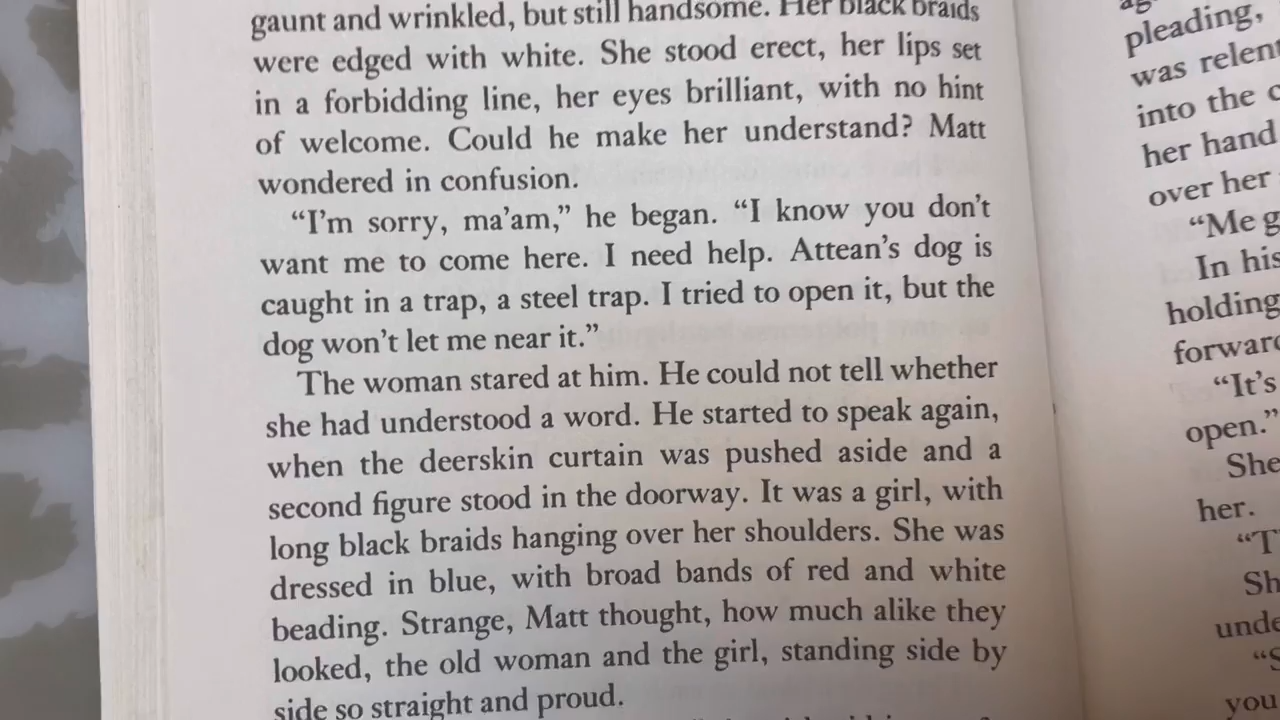 gaunt and wrinkled, but still handsome. Her black braids
were edged with white. She stood erect, her lips set
in a forbidding line, her eyes brilliant, with no hint
of welcome. Could he make her understand? Matt
wondered in confusion.
“I'm sorry, ma'am,” he began. “I know you don't
want me to come here. I need help. Attean's dog is
caught in a trap, a steel trap. I tried to open it, but the
dog won't let me near it.”
The woman stared at him. He could not tell whether
she had understood a word. He started to speak again,
when the deerskin curtain was pushed aside and a
second figure stood in the doorway. It was a girl, with
long black braids hanging over her shoulders. She was
dressed in blue, with broad bands of red and white
beading. Strange, Matt thought, how much alike they
looked, the old woman and the girl, standing side by
side so straight and proud.
pleading,
was
into the
her hand
over her
“Me
In his
holding
“It's
open.”
She
her.
you